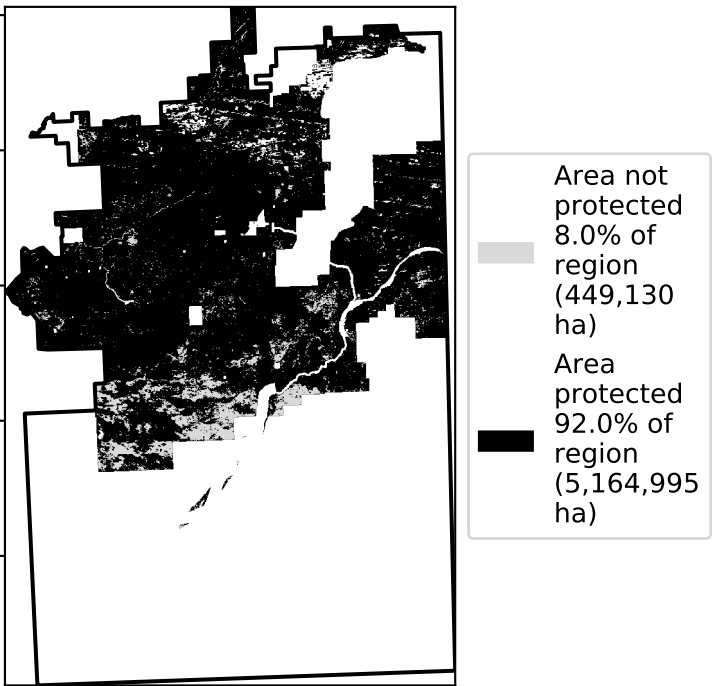 Area not
protected
8.0% of
region
(449,130
ha)
Area
protected
92.0% of
region
(5,164,995
ha)